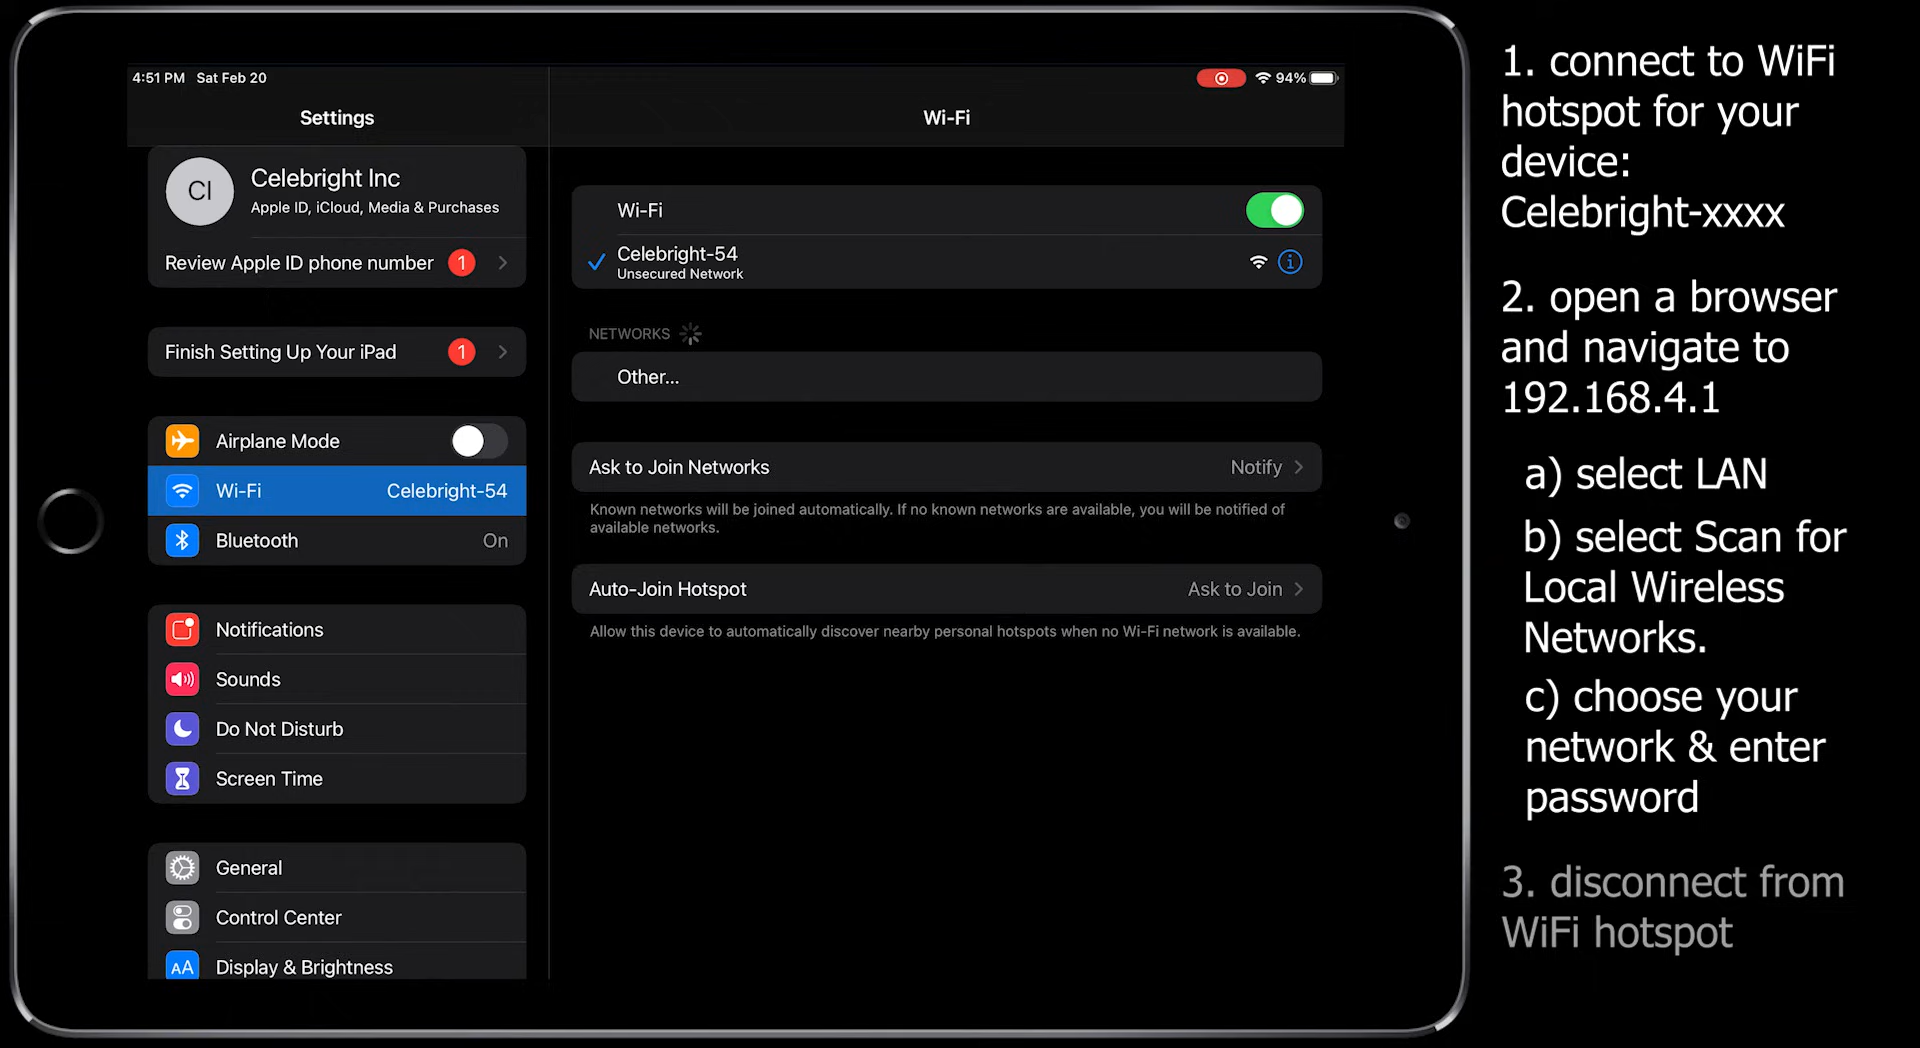 4:51 PM Sat Feb 20
94%
Settings
Wi-Fi
CI
Celebright Inc
Apple ID, iCloud, Media & Purchases
Review Apple ID phone number 1
Finish Setting Up Your iPad 1
Airplane Mode
Wi-Fi Celebright-54
Bluetooth On
Notifications
Sounds
Do Not Disturb
Screen Time
General
Control Center
AA Display & Brightness
Wi-Fi
Celebright-54
Unsecured Network
NETWORKS
Other...
Ask to Join Networks Notify
Known networks will be joined automatically. If no known networks are available, you will be notified of
available networks.
Auto-Join Hotspot Ask to Join
Allow this device to automatically discover nearby personal hotspots when no Wi-Fi network is available.
1. connect to WiFi
hotspot for your
device:
Celebright-xxxx
2. open a browser
and navigate to
192.168.4.1
a) select LAN
b) select Scan for
Local Wireless
Networks.
c) choose your
network & enter
password
3. disconnect from
WiFi hotspot